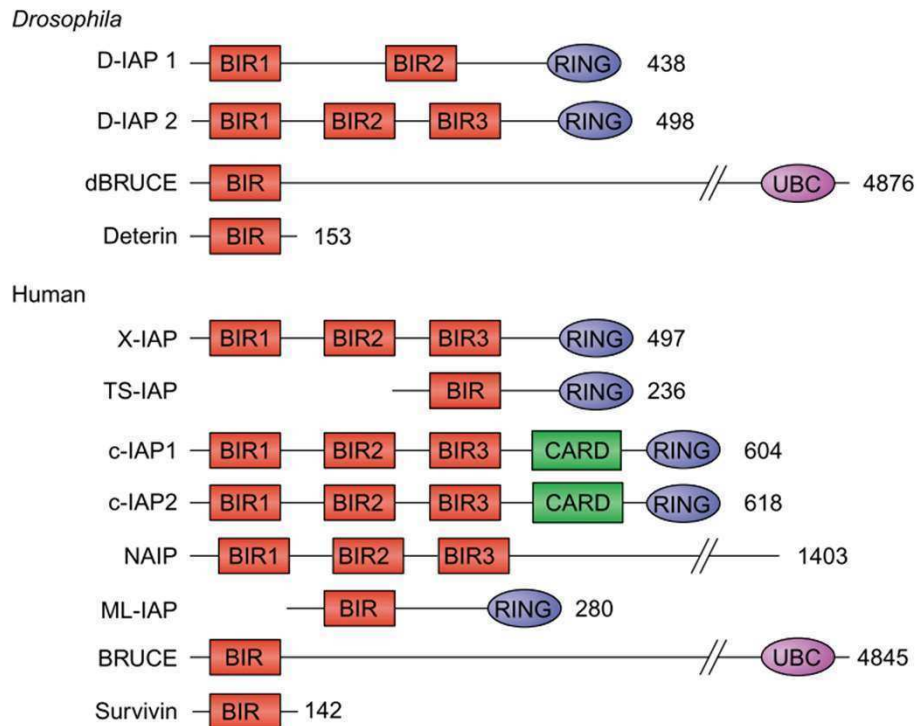 Drosophila
D-IAP 1 BIR1 BIR2 RING 438
D-IAP 2 BIR1 BIR2 BIR3 RING 498
dBRUCE BIR UBC 4876
Deterin BIR 153
Human
X-IAP BIR1 BIR2 BIR3 RING 497
TS-IAP BIR RING 236
c-IAP1 BIR1 BIR2 BIR3 CARD RING 604
c-IAP2 BIR1 BIR2 BIR3 CARD RING 618
NAIP BIR1 BIR2 BIR3 1403
ML-IAP BIR RING 280
BRUCE BIR UBC 4845
Survivin BIR 142